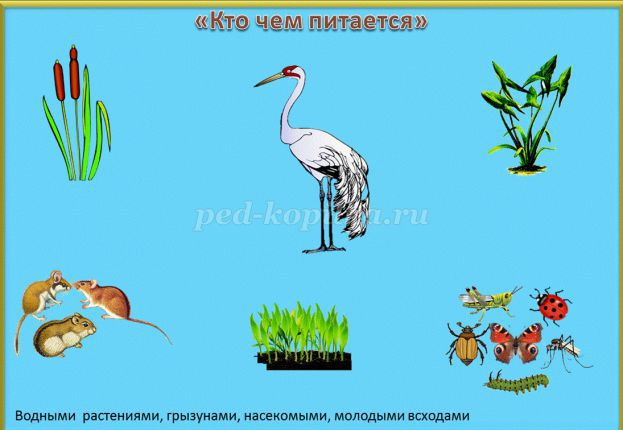 «Кто чем питается»
ped-kopilka.ru
Водными растениями, грызунами, насекомыми, молодыми всходами